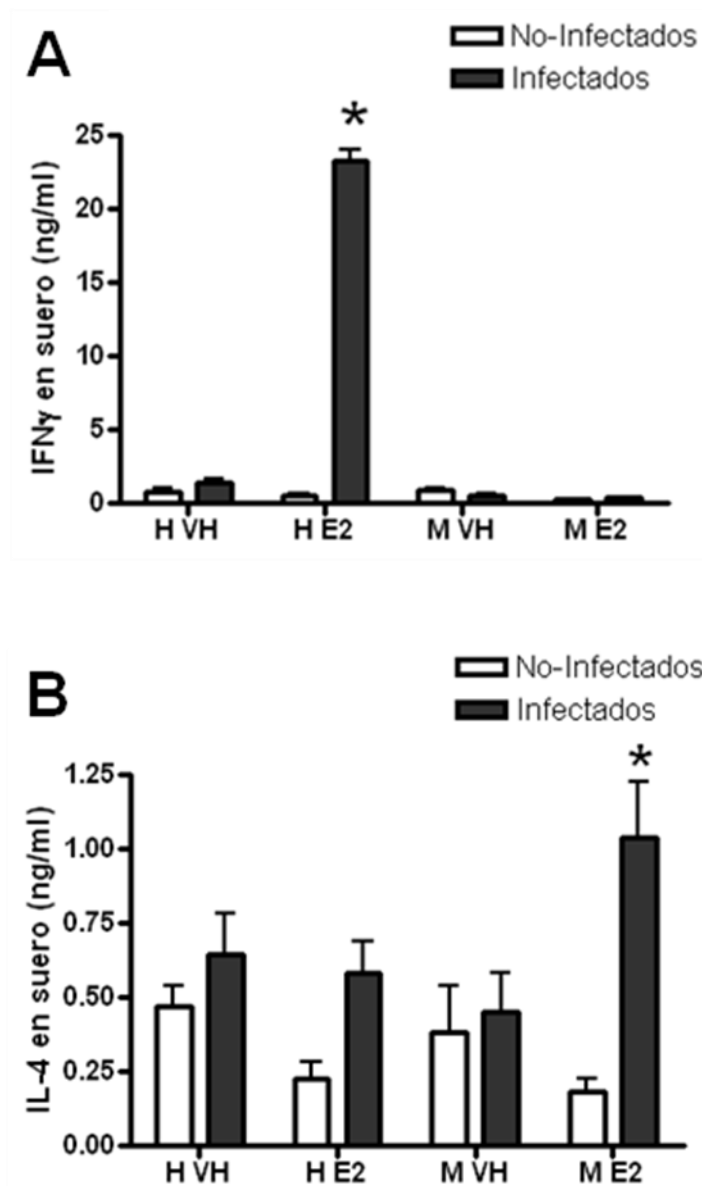 A
No-Infectados
Infectados
*
IFNγ en suero (ng/ml)
25
20
15
10
5
0
H VH H E2 M VH M E2
B
No-Infectados
Infectados
*
IL-4 en suero (ng/ml)
1.25
1.00
0.75
0.50
0.25
0.00
H VH H E2 M VH M E2